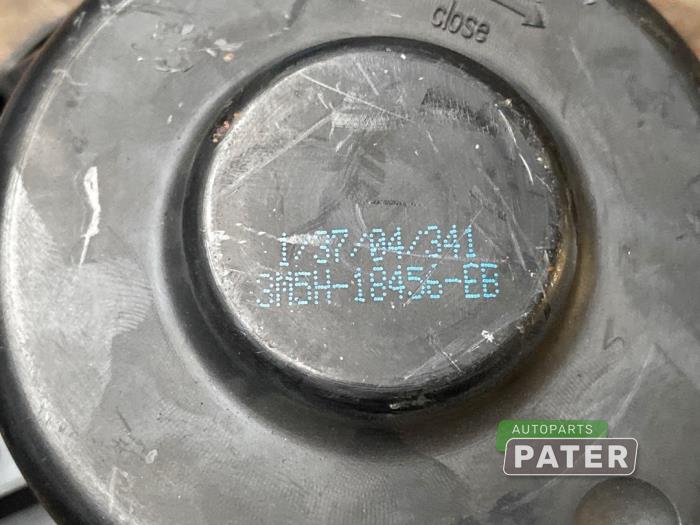 close
1/37/04/341
3M5H-18456-EB
AUTOPARTS
PATER